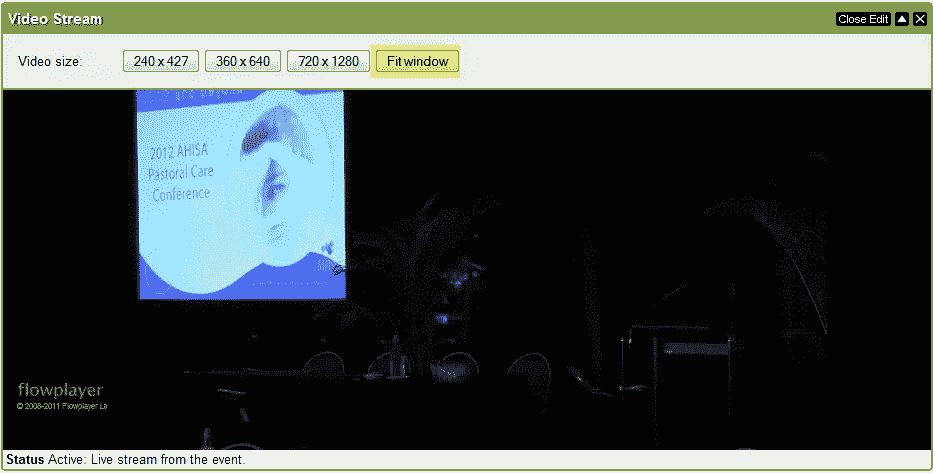 Video Stream
Close Edit
Video size:
240 x 427
360 x 640
720 x 1280
Fit window
2012 AHISA
Pastoral Care
Conference
flowplayer
© 2008-2011 Flowplayer
Status Active: Live stream from the event.